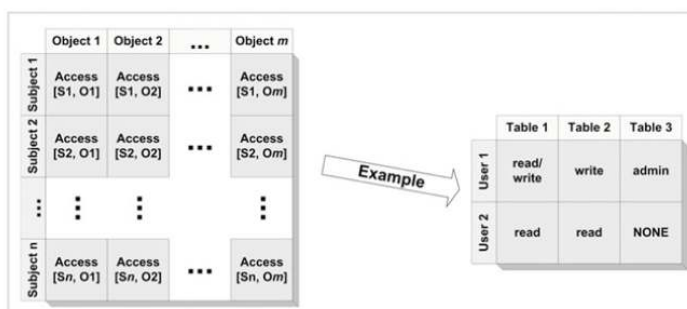 Object 1 Object 2 ... Object m
Subject 1
Access Access ... Access
[S1, O1] [S1, O2] [S1, Om]
Subject 2
Access Access ... Access
[S2, O1] [S2, O2] [S2, Om]
... ⋮ ⋮ ⋮
Subject n
Access Access ... Access
[Sn, O1] [Sn, O2] [Sn, Om]
Example
Table 1 Table 2 Table 3
User 1
read/
write write admin
User 2
read read NONE